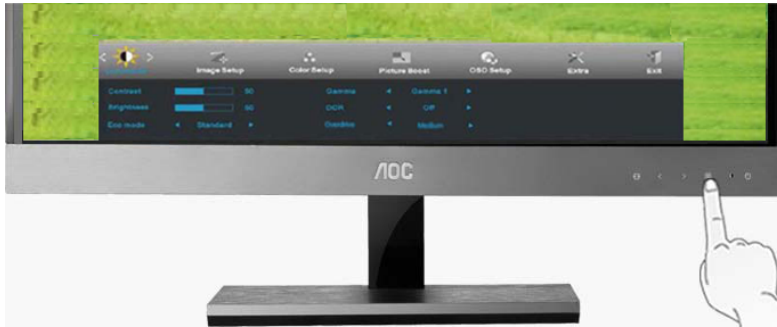 < >
Image Setup Color Setup Picture Boost OSD Setup Extra Exit
Contrast 50 Gamma Gamma 1
Brightness 50 DCR Off
Eco mode Standard Overdrive Medium
AOC